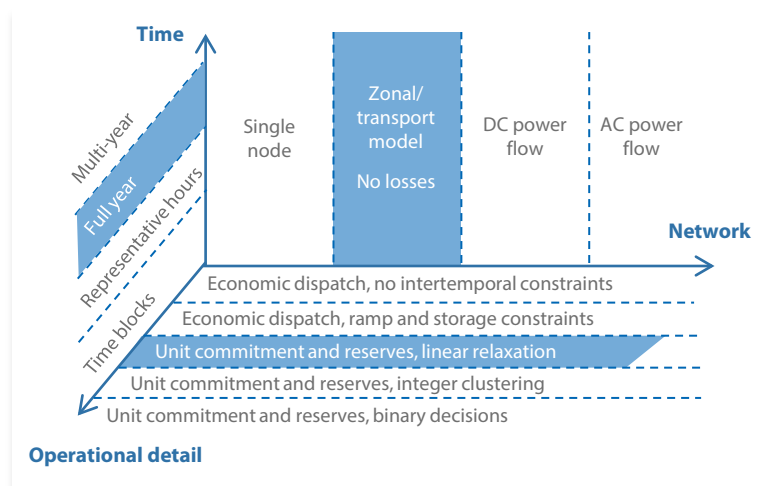 Time
Multi-year
Full year
Representative hours
Time blocks
Single
node
Zonal/
transport
model
No losses
DC power
flow
AC power
flow
Network
Economic dispatch, no intertemporal constraints
Economic dispatch, ramp and storage constraints
Unit commitment and reserves, linear relaxation
Unit commitment and reserves, integer clustering
Unit commitment and reserves, binary decisions
Operational detail